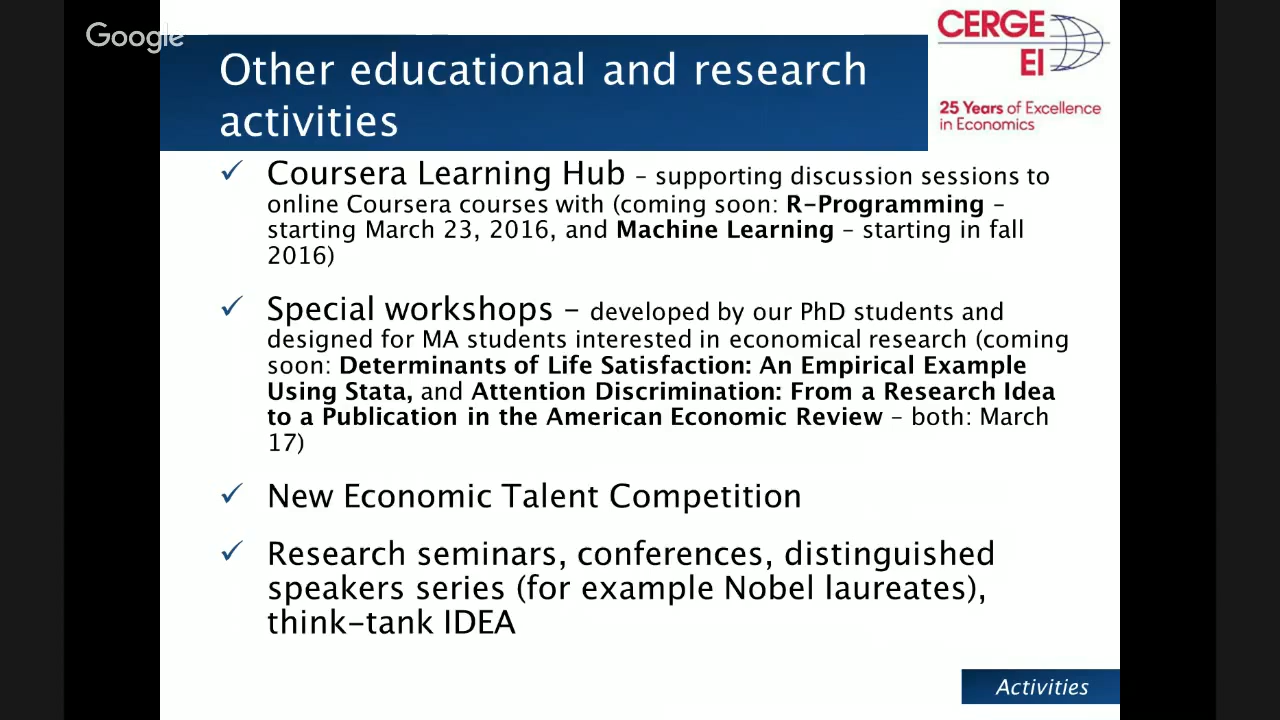 Google
CERGE
EI
25 Years of Excellence
in Economics
Other educational and research
activities
✓ Coursera Learning Hub – supporting discussion sessions to
online Coursera courses with (coming soon: R-Programming –
starting March 23, 2016, and Machine Learning – starting in fall
2016)
✓ Special workshops – developed by our PhD students and
designed for MA students interested in economical research (coming
soon: Determinants of Life Satisfaction: An Empirical Example
Using Stata, and Attention Discrimination: From a Research Idea
to a Publication in the American Economic Review – both: March
17)
✓ New Economic Talent Competition
✓ Research seminars, conferences, distinguished
speakers series (for example Nobel laureates),
think-tank IDEA
Activities